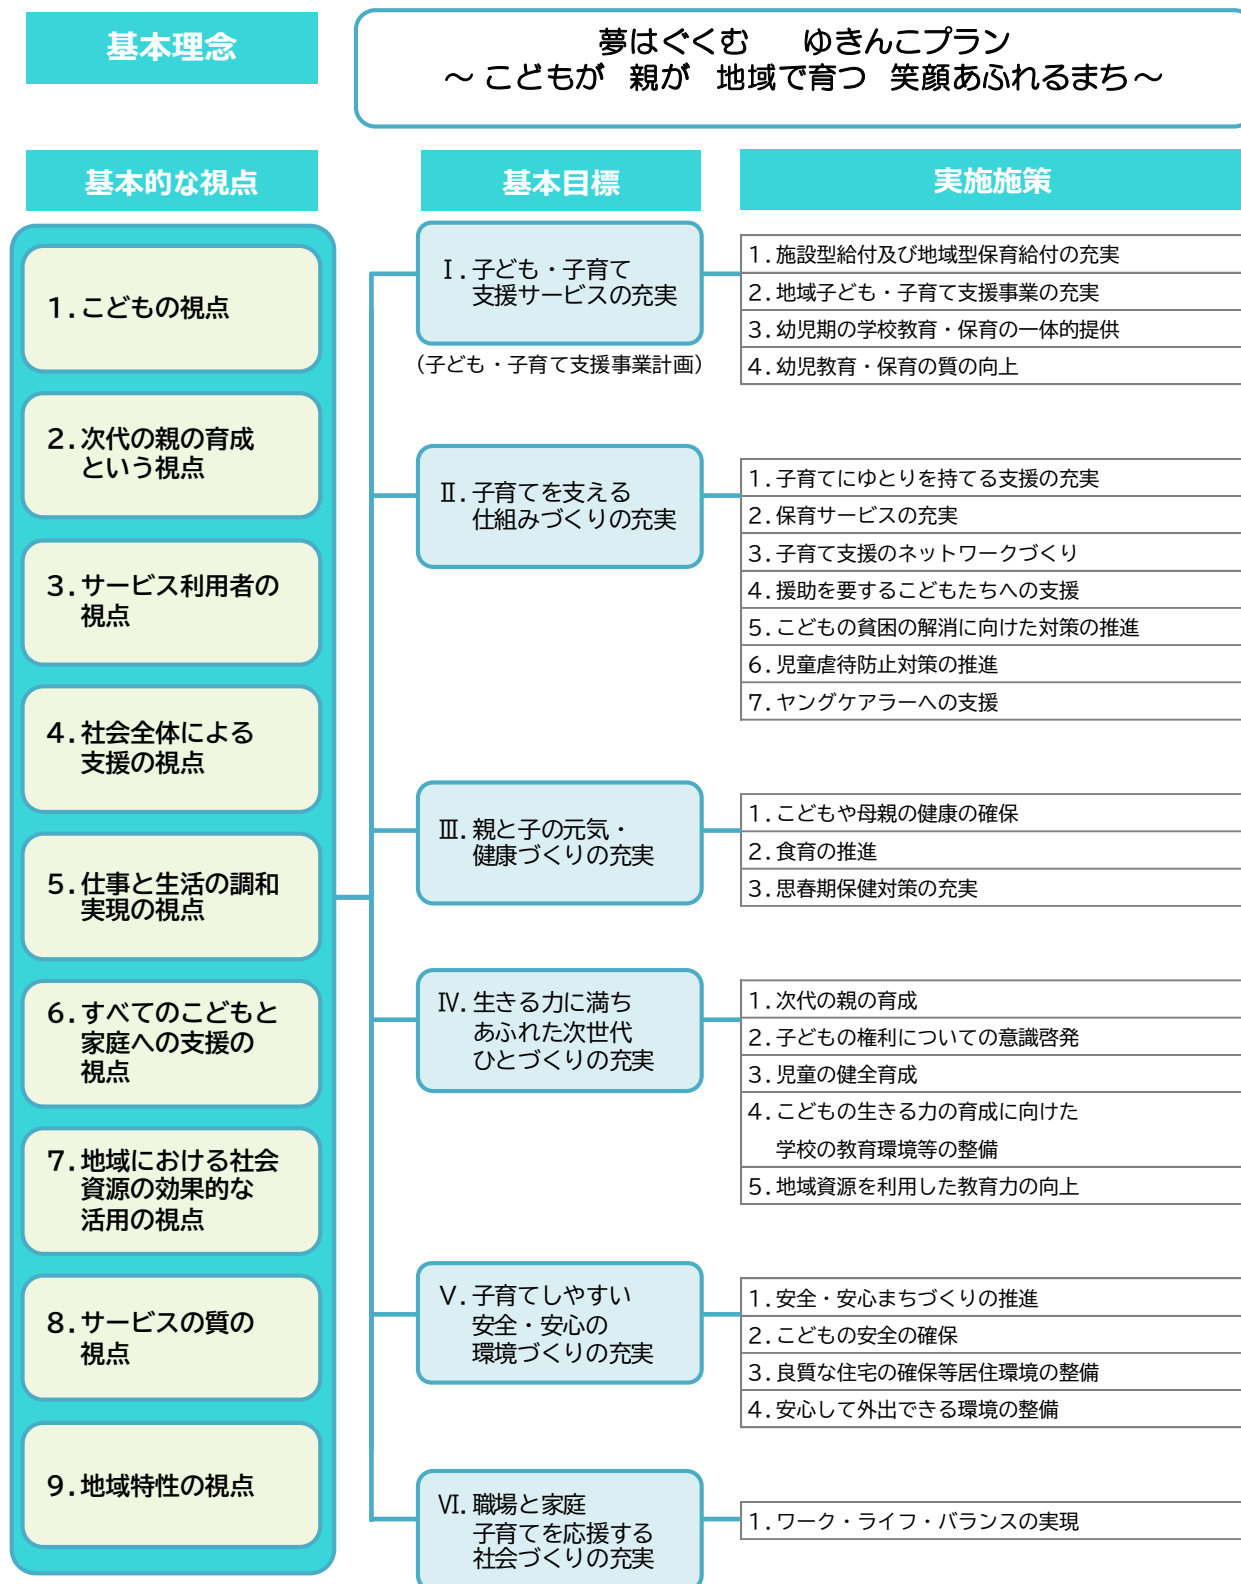 基本理念
夢はぐくむ　ゆきんこプラン
～こどもが 親が 地域で育つ 笑顔あふれるまち～
基本的な視点
1.こどもの視点
2.次代の親の育成
という視点
3.サービス利用者の
視点
4.社会全体による
支援の視点
5.仕事と生活の調和
実現の視点
6.すべてのこどもと
家庭への支援の
視点
7.地域における社会
資源の効果的な
活用の視点
8.サービスの質の
視点
9.地域特性の視点
基本目標
実施施策
Ⅰ.子ども・子育て
支援サービスの充実
(子ども・子育て支援事業計画)
1.施設型給付及び地域型保育給付の充実
2.地域子ども・子育て支援事業の充実
3.幼児期の学校教育・保育の一体的提供
4.幼児教育・保育の質の向上
Ⅱ.子育てを支える
仕組みづくりの充実
1.子育てにゆとりを持てる支援の充実
2.保育サービスの充実
3.子育て支援のネットワークづくり
4.援助を要するこどもたちへの支援
5.こどもの貧困の解消に向けた対策の推進
6.児童虐待防止対策の推進
7.ヤングケアラーへの支援
Ⅲ.親と子の元気・
健康づくりの充実
1.こどもや母親の健康の確保
2.食育の推進
3.思春期保健対策の充実
Ⅳ.生きる力に満ち
あふれた次世代
ひとづくりの充実
1.次代の親の育成
2.子どもの権利についての意識啓発
3.児童の健全育成
4.こどもの生きる力の育成に向けた
学校の教育環境等の整備
5.地域資源を利用した教育力の向上
Ⅴ.子育てしやすい
安全・安心の
環境づくりの充実
1.安全・安心まちづくりの推進
2.こどもの安全の確保
3.良質な住宅の確保等居住環境の整備
4.安心して外出できる環境の整備
Ⅵ.職場と家庭
子育てを応援する
社会づくりの充実
1.ワーク・ライフ・バランスの実現